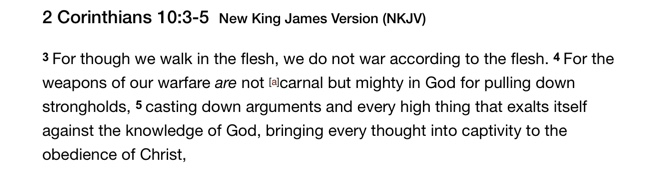 2 Corinthians 10:3-5 New King James Version (NKJV)
3 For though we walk in the flesh, we do not war according to the flesh. 4 For the
weapons of our warfare are not [a]carnal but mighty in God for pulling down
strongholds, 5 casting down arguments and every high thing that exalts itself
against the knowledge of God, bringing every thought into captivity to the
obedience of Christ,